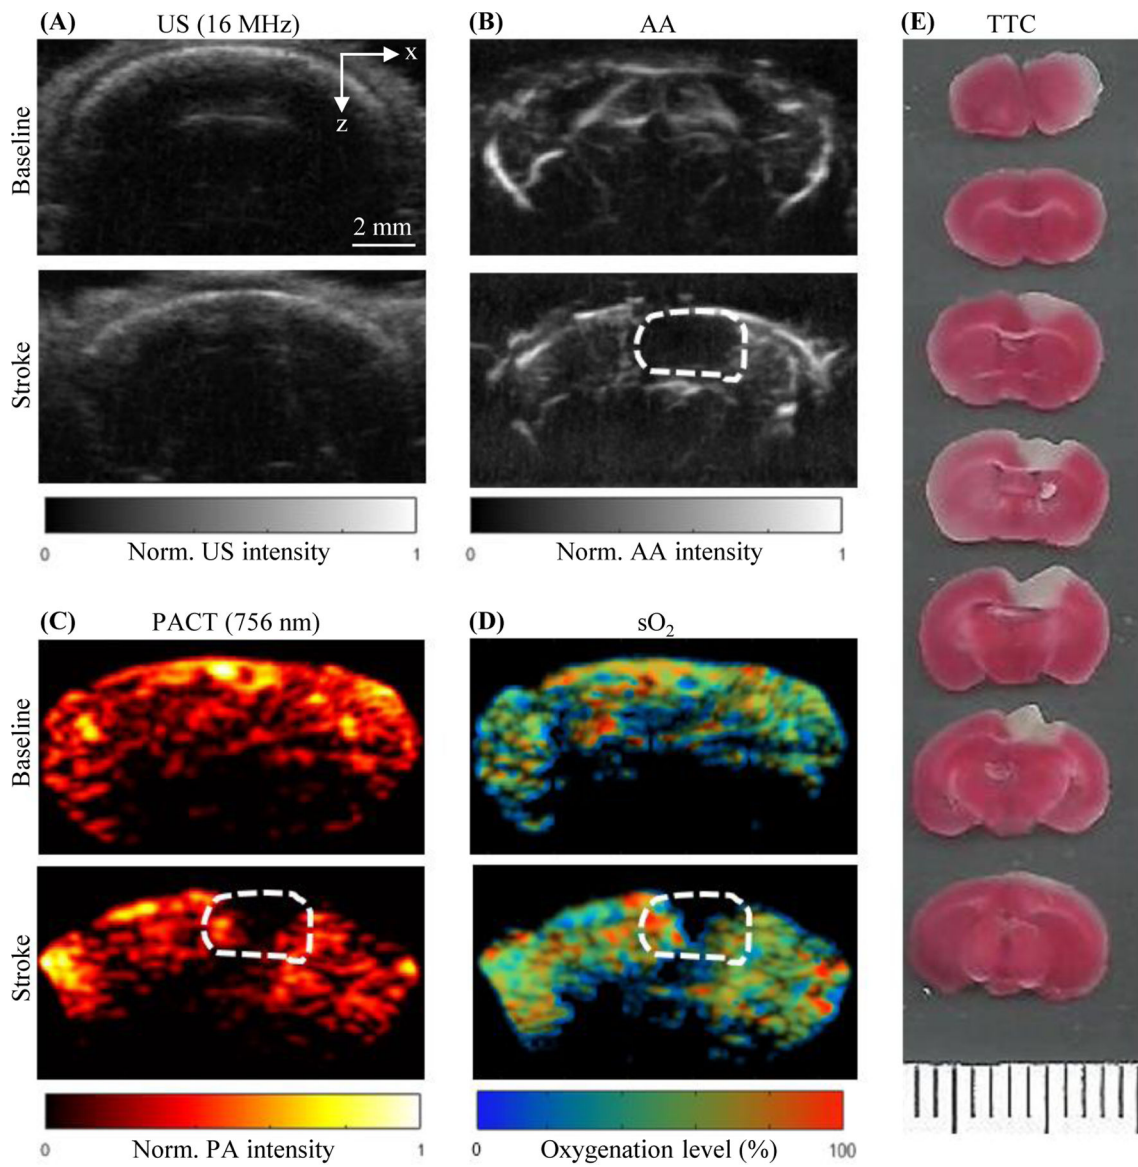 (A) US (16 MHz)
(B) AA
(E) TTC
Baseline
x
z
2 mm
Stroke
0 1
Norm. US intensity
0 1
Norm. AA intensity
(C) PACT (756 nm)
(D) sO₂
Baseline
Stroke
0 1
Norm. PA intensity
0 100
Oxygenation level (%)